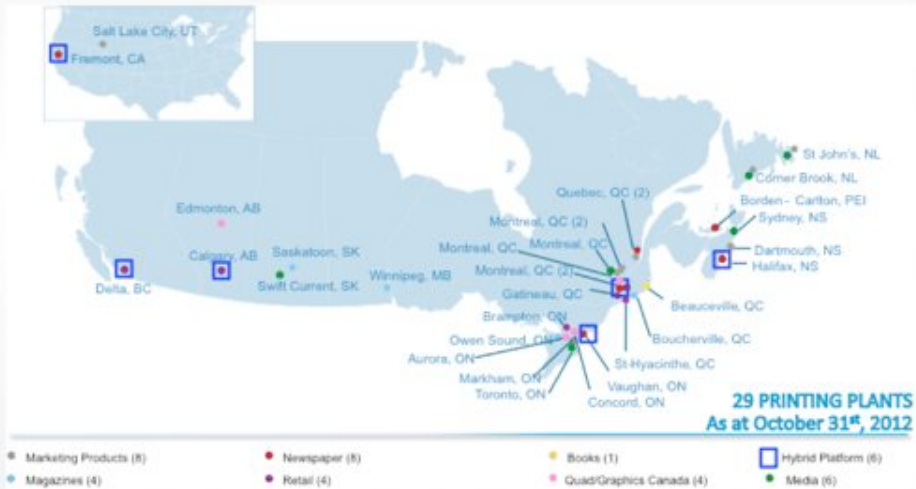 Salt Lake City, UT
Fremont, CA
St John's, NL
Corner Brook, NL
Quebec, QC (2)
Borden- Carlton, PEI
Edmonton, AB
Sydney, NS
Montreal, QC (2)
Montreal, QC
Montreal, QC
Dartmouth, NS
Calgary, AB
Saskatoon, SK
Halifax, NS
Montreal, QC (2)
Winnipeg, MB
Delta, BC
Swift Current, SK
Gatineau, QC
Beauceville, QC
Brampton, ON
Owen Sound, ON
Boucherville, QC
Aurora, ON
St-Hyacinthe, QC
Markham, ON
Vaughan, ON
Toronto, ON
Concord, ON
29 PRINTING PLANTS
As at October 31st, 2012
Marketing Products (8)
Newspaper (8)
Books (1)
Hybrid Platform (6)
Magazines (4)
Retail (4)
Quad/Graphics Canada (4)
Media (6)